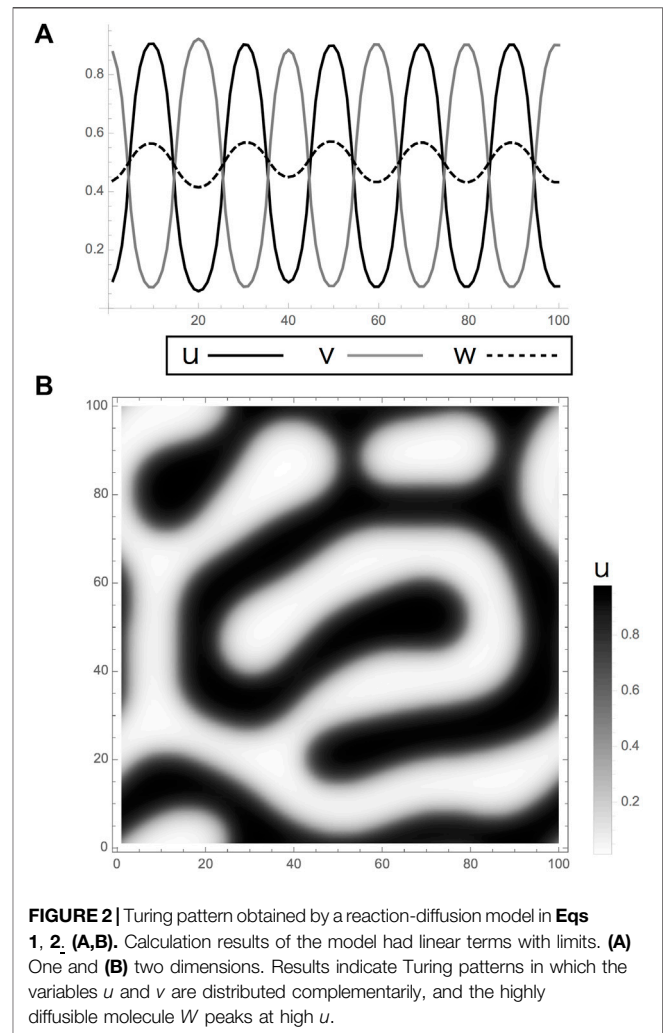 A
0.8
0.6
0.4
0.2
20 40 60 80 100
u v w
B
100
80
60
40
20
0
0 20 40 60 80 100
u
0.8
0.6
0.4
0.2
FIGURE 2 | Turing pattern obtained by a reaction-diffusion model in Eqs
1, 2. (A,B). Calculation results of the model had linear terms with limits. (A)
One and (B) two dimensions. Results indicate Turing patterns in which the
variables u and v are distributed complementarily, and the highly
diffusible molecule W peaks at high u.